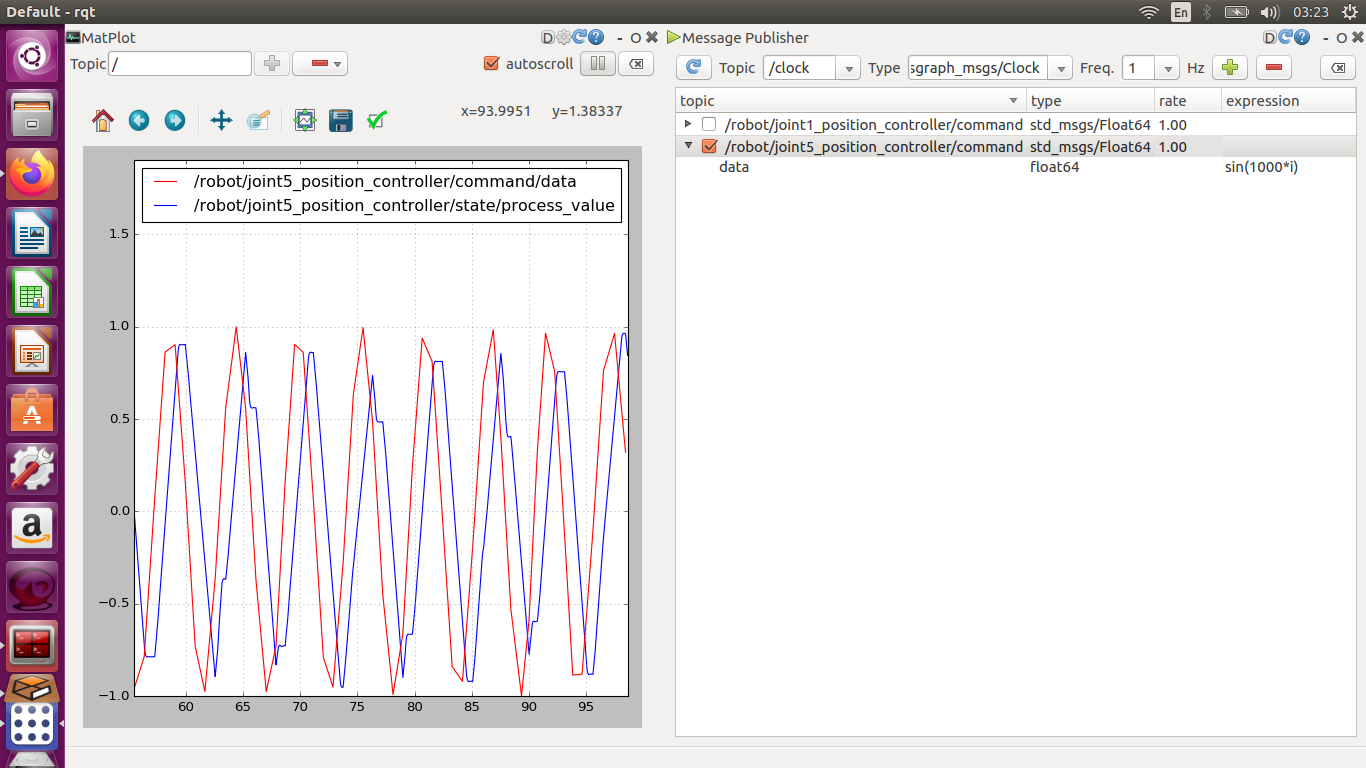 Default - rqt
En
03:23
MatPlot
D
- O
Topic /
autoscroll
x=93.9951 y=1.38337
/robot/joint5_position_controller/command/data
/robot/joint5_position_controller/state/process_value
1.5
1.0
0.5
0.0
−0.5
−1.0
60 65 70 75 80 85 90 95
Message Publisher
D
- O
Topic /clock Type sgraph_msgs/Clock Freq. 1 Hz
topic type rate expression
/robot/joint1_position_controller/command std_msgs/Float64 1.00
/robot/joint5_position_controller/command std_msgs/Float64 1.00
data float64 sin(1000*i)